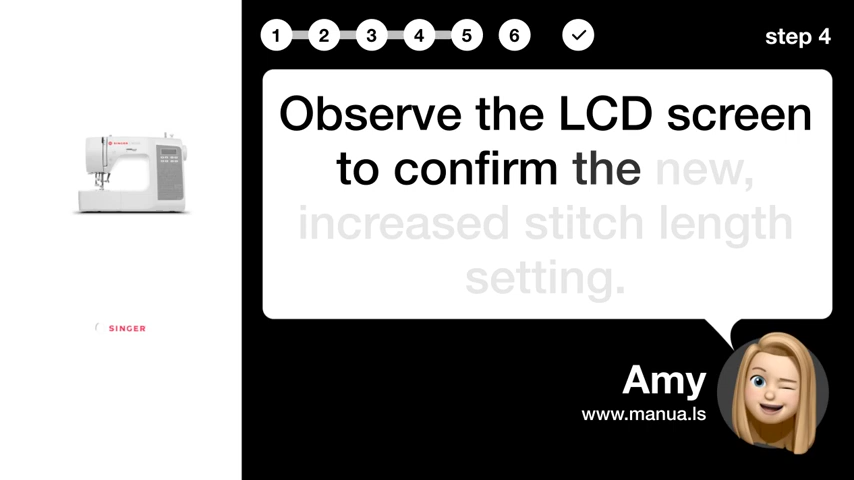 1 2 3 4 5 6
step 4
Observe the LCD screen
to confirm the new,
increased stitch length
setting.
SINGER
Amy
www.manua.ls